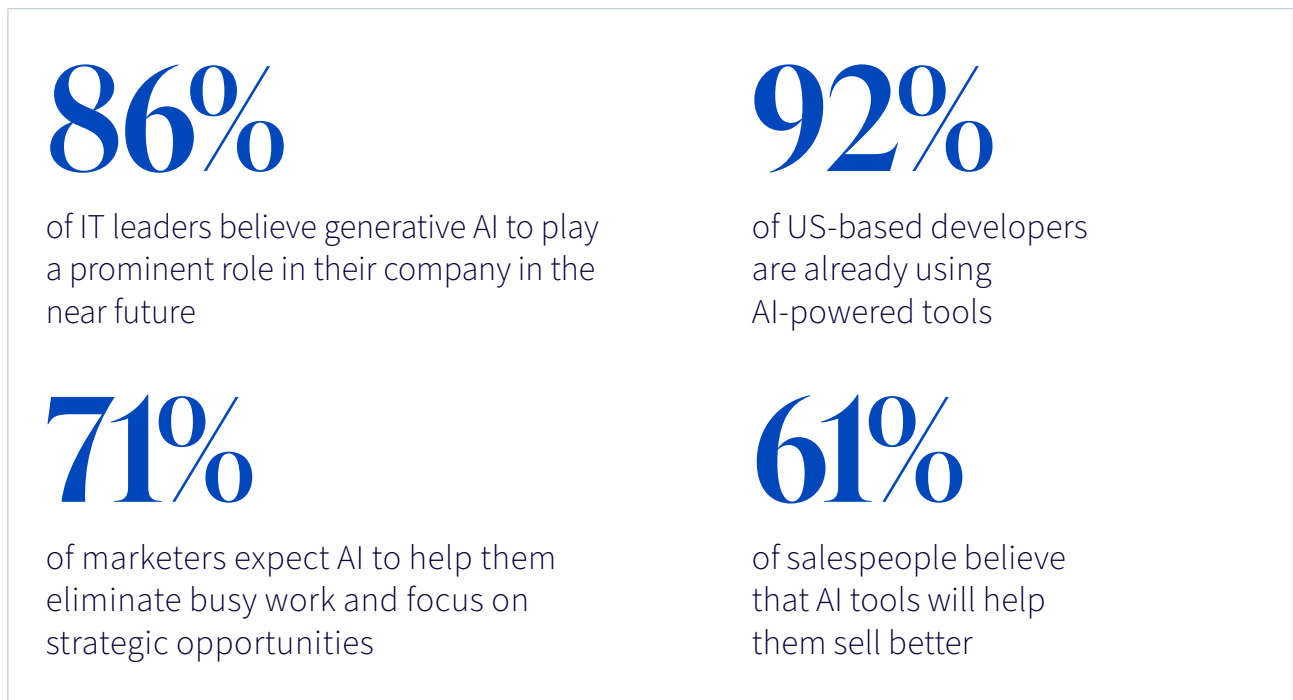 86%
of IT leaders believe generative AI to play
a prominent role in their company in the
near future
92%
of US-based developers
are already using
AI-powered tools
71%
of marketers expect AI to help them
eliminate busy work and focus on
strategic opportunities
61%
of salespeople believe
that AI tools will help
them sell better